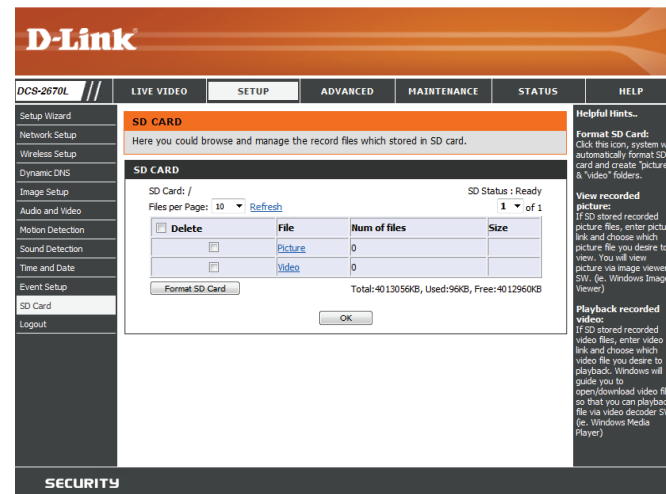 D-Link
DCS-2670L // LIVE VIDEO SETUP ADVANCED MAINTENANCE STATUS HELP
Setup Wizard
Network Setup
Wireless Setup
Dynamic DNS
Image Setup
Audio and Video
Motion Detection
Sound Detection
Time and Date
Event Setup
SD Card
Logout
SD CARD
Here you could browse and manage the record files which stored in SD card.
SD CARD
SD Card: / SD Status : Ready
Files per Page: 10 Refresh 1 of 1
Delete File Num of files Size
Picture 0
Video 0
Format SD Card Total:4013056KB, Used:96KB, Free:4012960KB
OK
Helpful Hints..
Format SD Card:
Click this icon, system w
automatically format SD
card and create "picture
& "video" folders.
View recorded
picture:
If SD stored recorded
picture files, enter pictu
link and choose which
picture file you desire to
view. You will view
picture via image viewer
SW. (ie. Windows Imag
Viewer)
Playback recorded
video:
If SD stored recorded
video files, enter video
link and choose which
video file you desire to
playback. Windows will
guide you to
open/download video fi
so that you can playbac
file via video decoder S
(ie. Windows Media
Player)
SECURITY